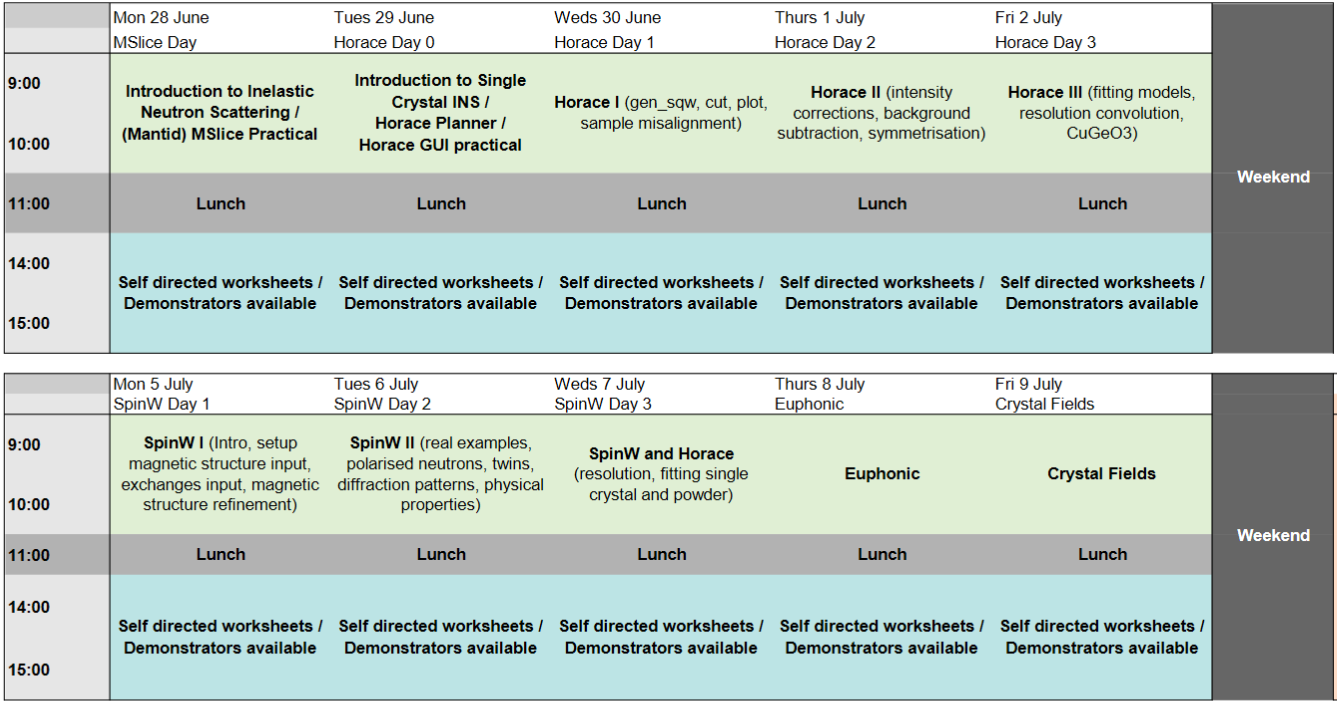 Mon 28 June Tues 29 June Weds 30 June Thurs 1 July Fri 2 July
MSlice Day Horace Day 0 Horace Day 1 Horace Day 2 Horace Day 3
9:00
10:00
Introduction to Inelastic
Neutron Scattering /
(Mantid) MSlice Practical
Introduction to Single
Crystal INS /
Horace Planner /
Horace GUI practical
Horace I (gen_sqw, cut, plot,
sample misalignment)
Horace II (intensity
corrections, background
subtraction, symmetrisation)
Horace III (fitting models,
resolution convolution,
CuGeO3)
Weekend
11:00 Lunch Lunch Lunch Lunch Lunch
14:00
15:00
Self directed worksheets /
Demonstrators available
Self directed worksheets /
Demonstrators available
Self directed worksheets /
Demonstrators available
Self directed worksheets /
Demonstrators available
Self directed worksheets /
Demonstrators available
Mon 5 July Tues 6 July Weds 7 July Thurs 8 July Fri 9 July
SpinW Day 1 SpinW Day 2 SpinW Day 3 Euphonic Crystal Fields
9:00
10:00
SpinW I (Intro, setup
magnetic structure input,
exchanges input, magnetic
structure refinement)
SpinW II (real examples,
polarised neutrons, twins,
diffraction patterns, physical
properties)
SpinW and Horace
(resolution, fitting single
crystal and powder)
Euphonic
Crystal Fields
Weekend
11:00 Lunch Lunch Lunch Lunch Lunch
14:00
15:00
Self directed worksheets /
Demonstrators available
Self directed worksheets /
Demonstrators available
Self directed worksheets /
Demonstrators available
Self directed worksheets /
Demonstrators available
Self directed worksheets /
Demonstrators available